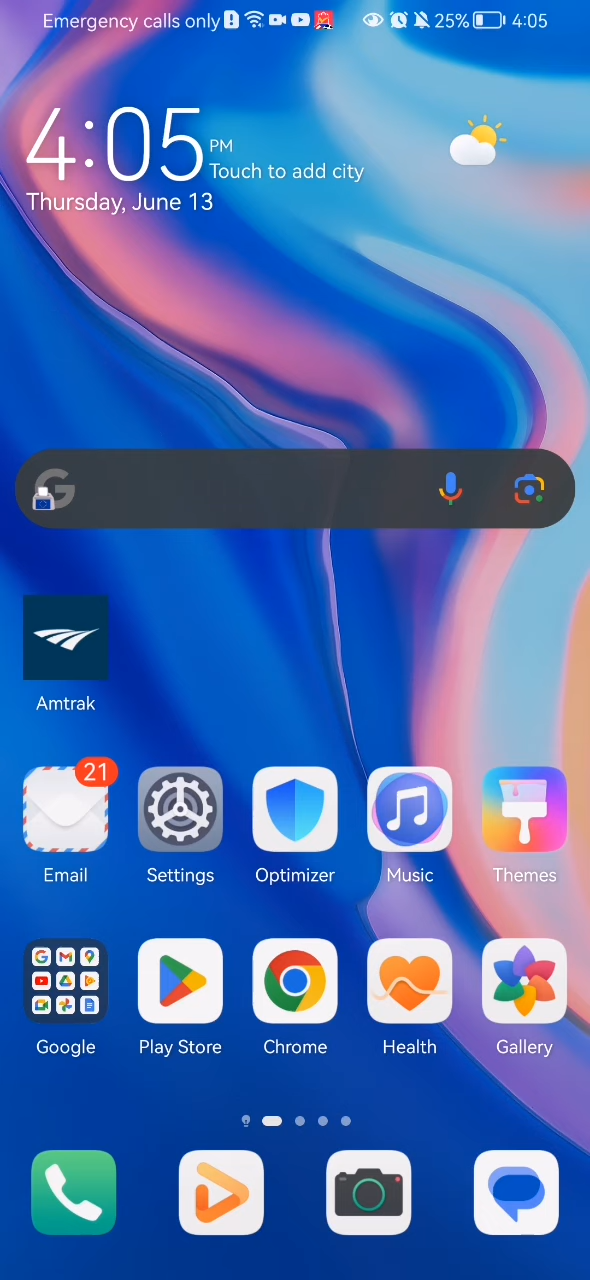 Emergency calls only 25% 4:05
4:05 PM
Touch to add city
Thursday, June 13
Amtrak
21
Email Settings Optimizer Music Themes
Google Play Store Chrome Health Gallery